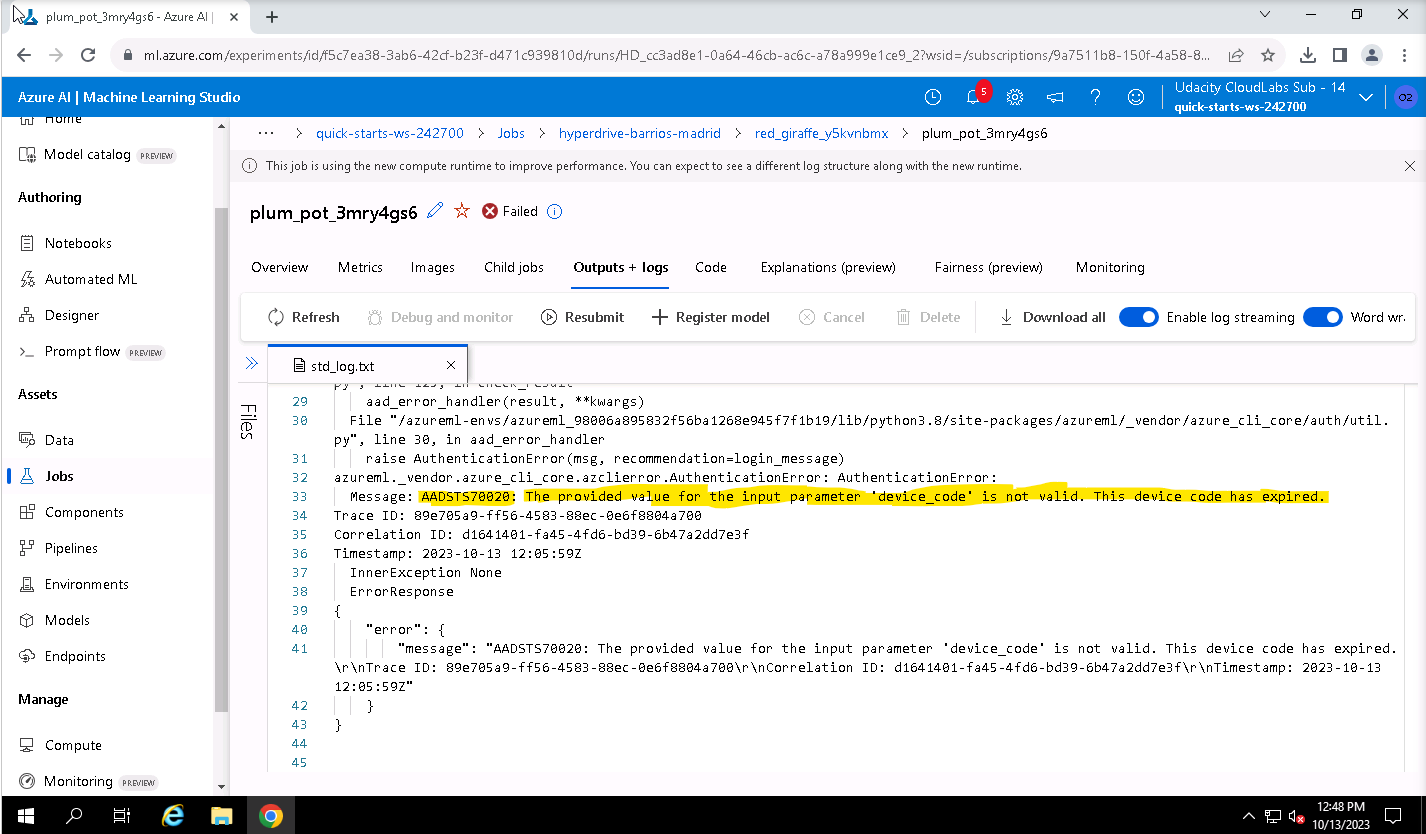 plum_pot_3mry4gs6 - Azure AI |
ml.azure.com/experiments/id/f5c7ea38-3ab6-42cf-b23f-d471c939810d/runs/HD_cc3ad8e1-0a64-46cb-ac6c-a78a999e1ce9_2?wsid=/subscriptions/9a7511b8-150f-4a58-8...
Azure AI | Machine Learning Studio
5
Udacity CloudLabs Sub - 14
quick-starts-ws-242700
O2
Home
Model catalog PREVIEW
Authoring
Notebooks
Automated ML
Designer
Prompt flow PREVIEW
Assets
Data
Jobs
Components
Pipelines
Environments
Models
Endpoints
Manage
Compute
Monitoring PREVIEW
··· > quick-starts-ws-242700 > Jobs > hyperdrive-barrios-madrid > red_giraffe_y5kvnbmx > plum_pot_3mry4gs6
This job is using the new compute runtime to improve performance. You can expect to see a different log structure along with the new runtime.
plum_pot_3mry4gs6 Failed
Overview Metrics Images Child jobs Outputs + logs Code Explanations (preview) Fairness (preview) Monitoring
Refresh Debug and monitor Resubmit Register model Cancel Delete Download all Enable log streaming Word wr
Files
std_log.txt
py", line 123, in check_result
29 aad_error_handler(result, **kwargs)
30 File "/azureml-envs/azureml_98006a895832f56ba1268e945f7f1b19/lib/python3.8/site-packages/azureml/_vendor/azure_cli_core/auth/util.
py", line 30, in aad_error_handler
31 raise AuthenticationError(msg, recommendation=login_message)
32 azureml._vendor.azure_cli_core.azclierror.AuthenticationError: AuthenticationError:
33 Message: AADSTS70020: The provided value for the input parameter 'device_code' is not valid. This device code has expired.
34 Trace ID: 89e705a9-ff56-4583-88ec-0e6f8804a700
35 Correlation ID: d1641401-fa45-4fd6-bd39-6b47a2dd7e3f
36 Timestamp: 2023-10-13 12:05:59Z
37 InnerException None
38 ErrorResponse
39 {
40 "error": {
41 "message": "AADSTS70020: The provided value for the input parameter 'device_code' is not valid. This device code has expired.
\r\nTrace ID: 89e705a9-ff56-4583-88ec-0e6f8804a700\r\nCorrelation ID: d1641401-fa45-4fd6-bd39-6b47a2dd7e3f\r\nTimestamp: 2023-10-13
12:05:59Z"
42 }
43 }
44
45
12:48 PM
10/13/2023